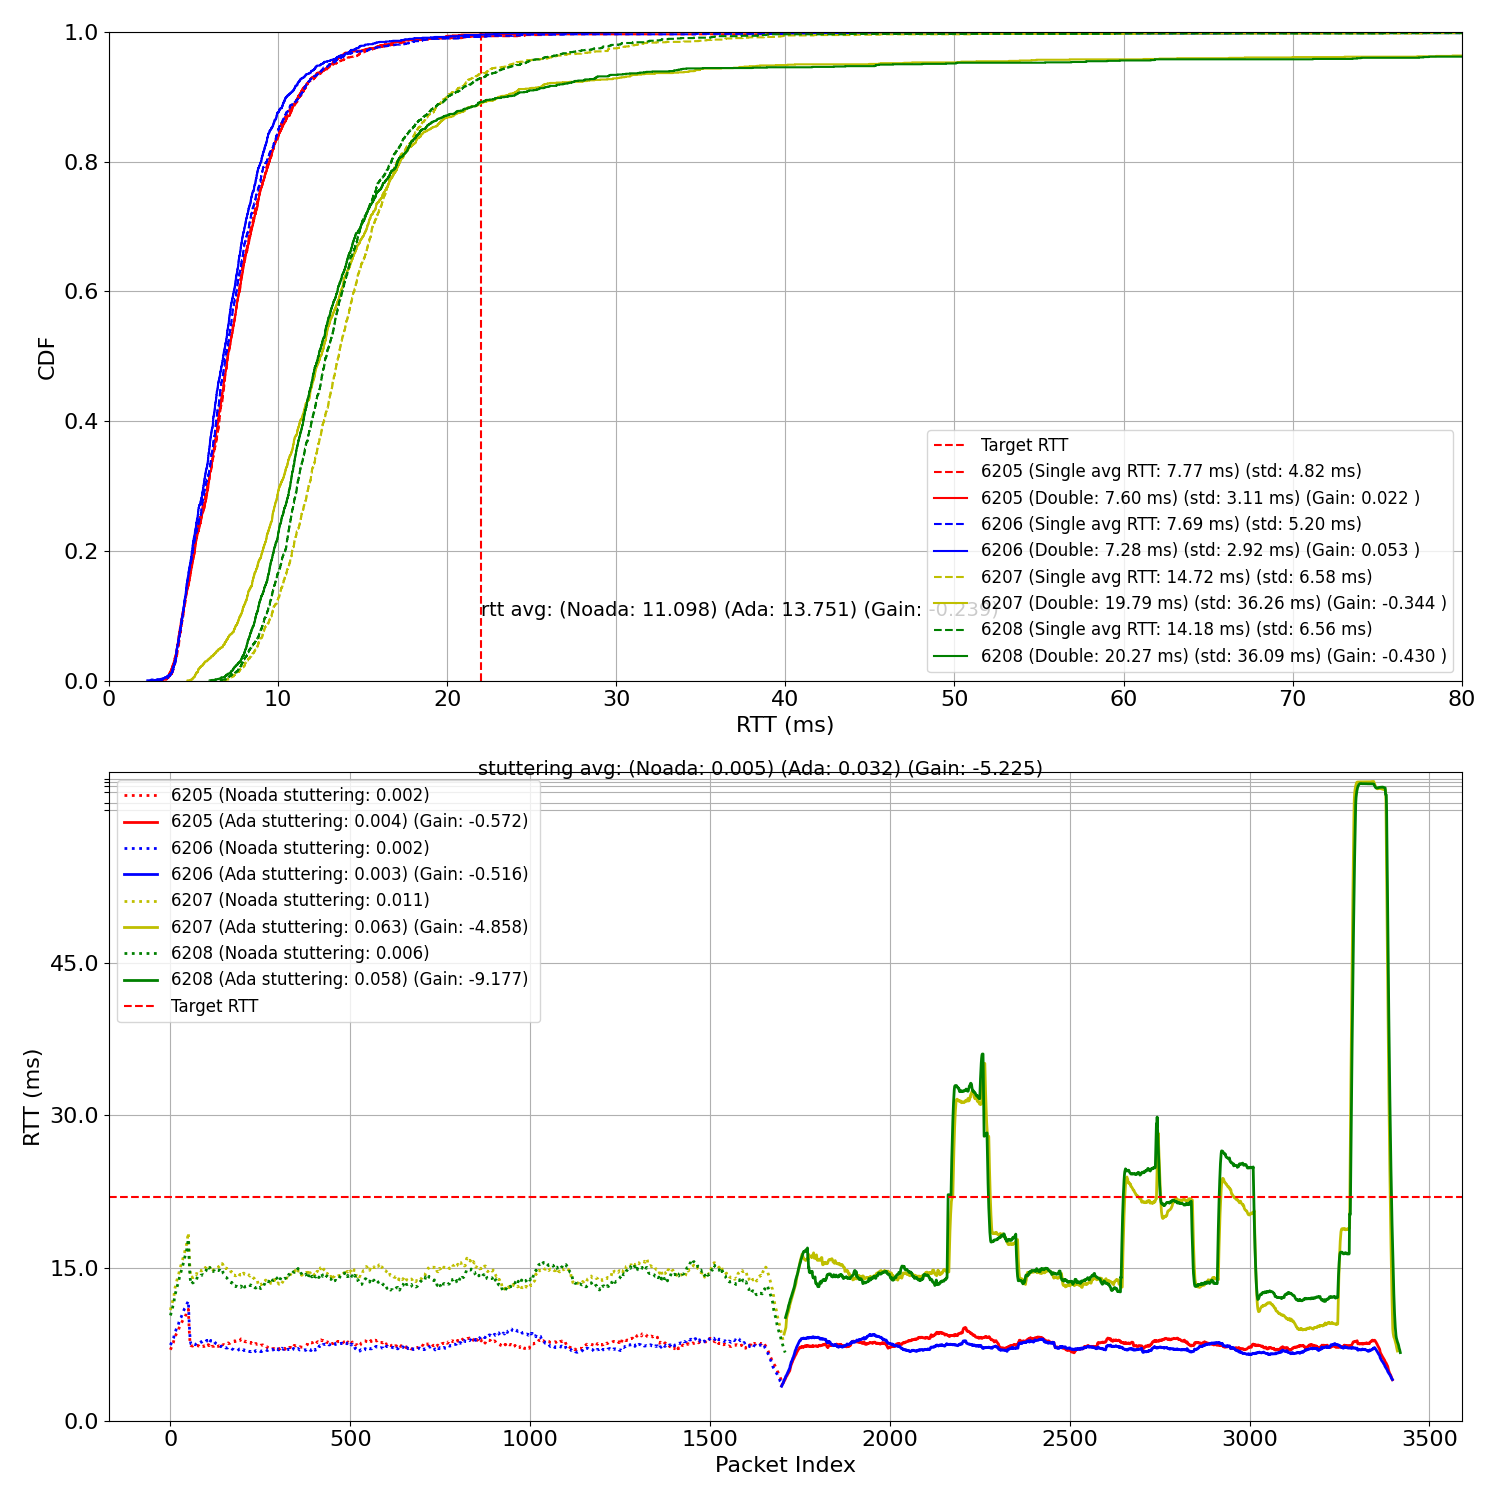 1.0
0.8
0.6
0.4
0.2
0.0
CDF
0 10 20 30 40 50 60 70 80
RTT (ms)
rtt avg: (Noada: 11.098) (Ada: 13.751) (Gain: -0.239)
Target RTT
6205 (Single avg RTT: 7.77 ms) (std: 4.82 ms)
6205 (Double: 7.60 ms) (std: 3.11 ms) (Gain: 0.022 )
6206 (Single avg RTT: 7.69 ms) (std: 5.20 ms)
6206 (Double: 7.28 ms) (std: 2.92 ms) (Gain: 0.053 )
6207 (Single avg RTT: 14.72 ms) (std: 6.58 ms)
6207 (Double: 19.79 ms) (std: 36.26 ms) (Gain: -0.344 )
6208 (Single avg RTT: 14.18 ms) (std: 6.56 ms)
6208 (Double: 20.27 ms) (std: 36.09 ms) (Gain: -0.430 )
stuttering avg: (Noada: 0.005) (Ada: 0.032) (Gain: -5.225)
6205 (Noada stuttering: 0.002)
6205 (Ada stuttering: 0.004) (Gain: -0.572)
6206 (Noada stuttering: 0.002)
6206 (Ada stuttering: 0.003) (Gain: -0.516)
6207 (Noada stuttering: 0.011)
6207 (Ada stuttering: 0.063) (Gain: -4.858)
6208 (Noada stuttering: 0.006)
6208 (Ada stuttering: 0.058) (Gain: -9.177)
Target RTT
45.0
30.0
15.0
0.0
RTT (ms)
0 500 1000 1500 2000 2500 3000 3500
Packet Index